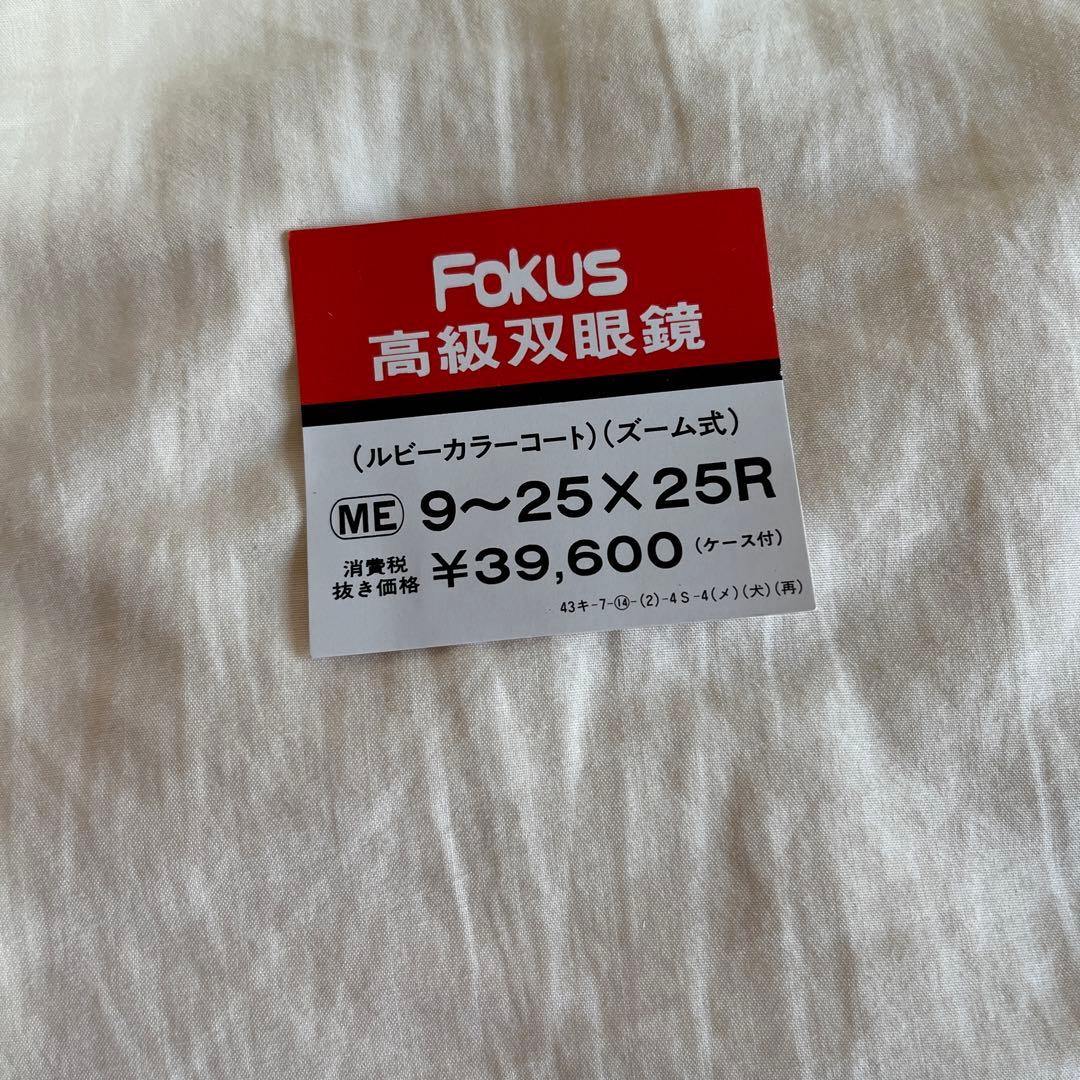 Fokus
高級双眼鏡
(ルビーカラーコート)(ズーム式)
ME 9〜25×25R
消費税
抜き価格 ¥39,600 (ケース付)
43キ-7-⑭-(2)-4S-4(メ)(犬)(再)